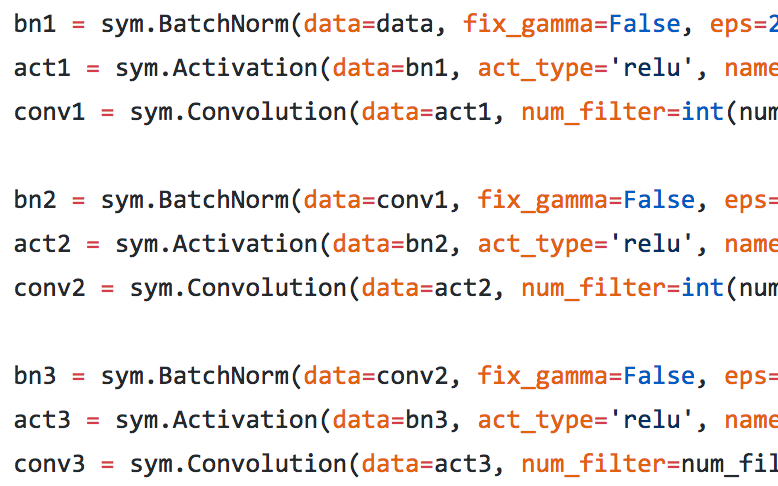 bn1 = sym.BatchNorm(data=data, fix_gamma=False, eps=2
act1 = sym.Activation(data=bn1, act_type='relu', name
conv1 = sym.Convolution(data=act1, num_filter=int(num
bn2 = sym.BatchNorm(data=conv1, fix_gamma=False, eps=
act2 = sym.Activation(data=bn2, act_type='relu', name
conv2 = sym.Convolution(data=act2, num_filter=int(num
bn3 = sym.BatchNorm(data=conv2, fix_gamma=False, eps=
act3 = sym.Activation(data=bn3, act_type='relu', name
conv3 = sym.Convolution(data=act3, num_filter=num_fil